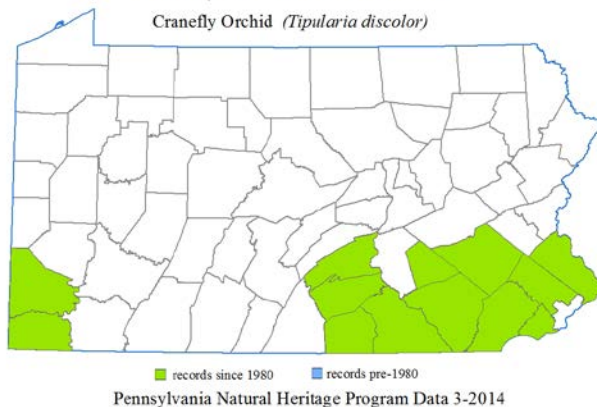 Cranefly Orchid (Tipularia discolor)
records since 1980 records pre-1980
Pennsylvania Natural Heritage Program Data 3-2014